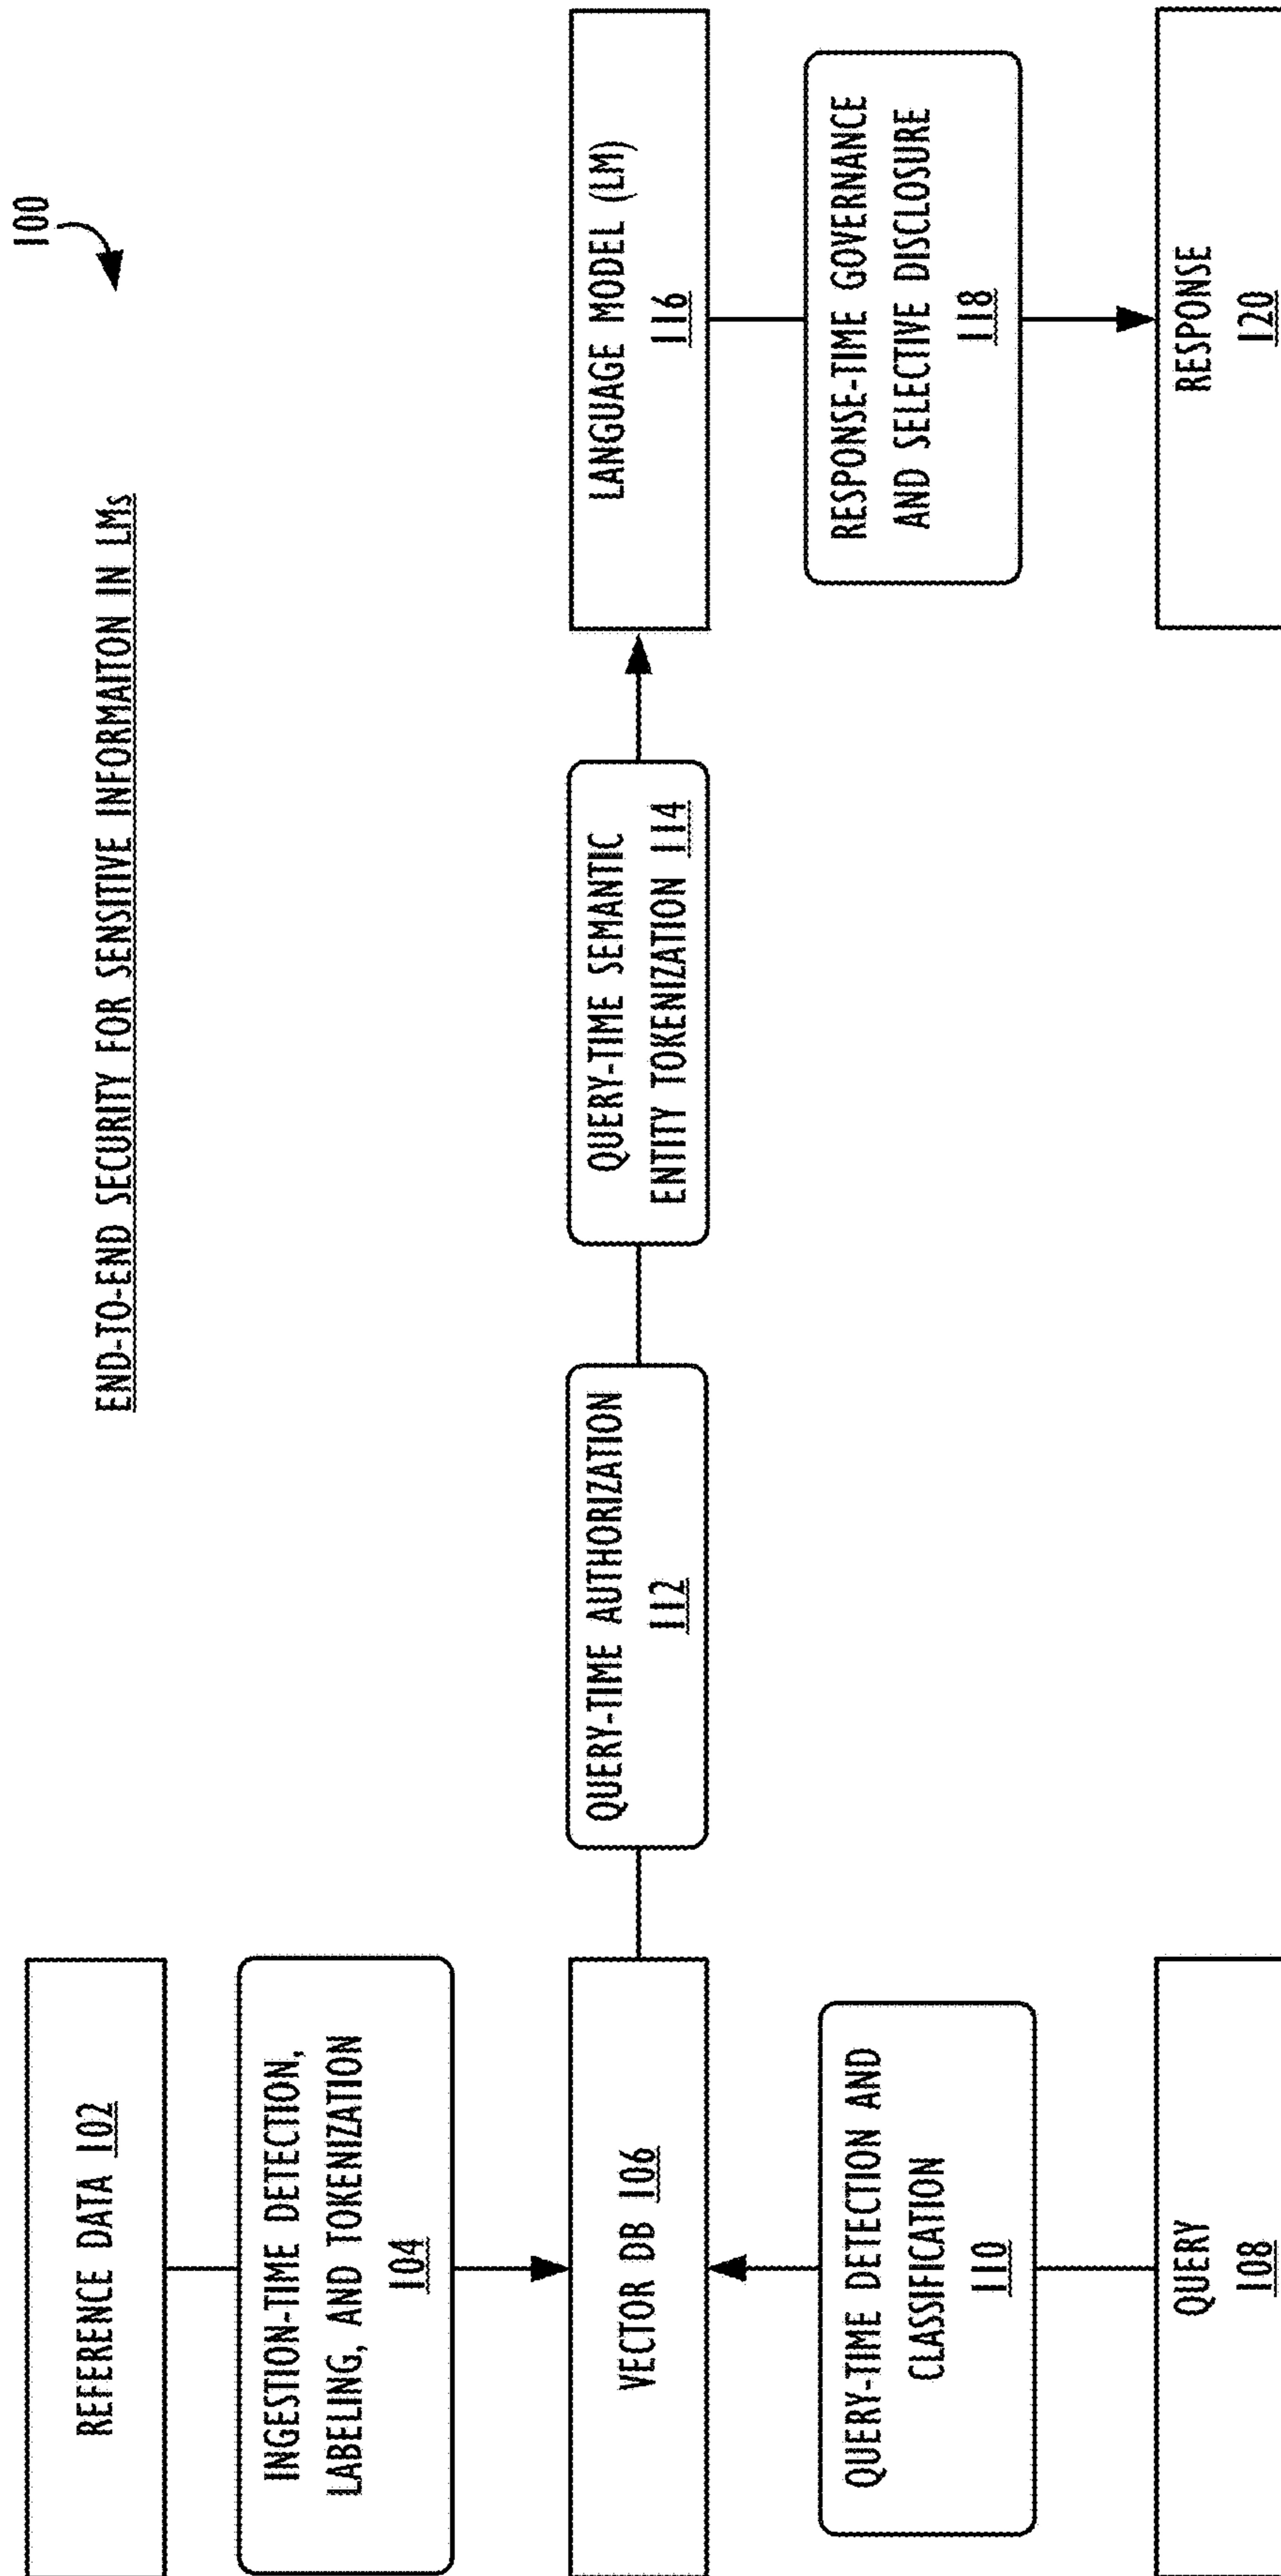 100
END-TO-END SECURITY FOR SENSITIVE INFORMAITON IN LMs
REFERENCE DATA 102
INGESTION-TIME DETECTION,
LABELING, AND TOKENIZATION
104
VECTOR DB 106
QUERY-TIME DETECTION AND
CLASSIFICATION
110
QUERY
108
QUERY-TIME AUTHORIZATION
112
QUERY-TIME SEMANTIC
ENTITY TOKENIZATION 114
LANGUAGE MODEL (LM)
116
RESPONSE-TIME GOVERNANCE
AND SELECTIVE DISCLOSURE
118
RESPONSE
120